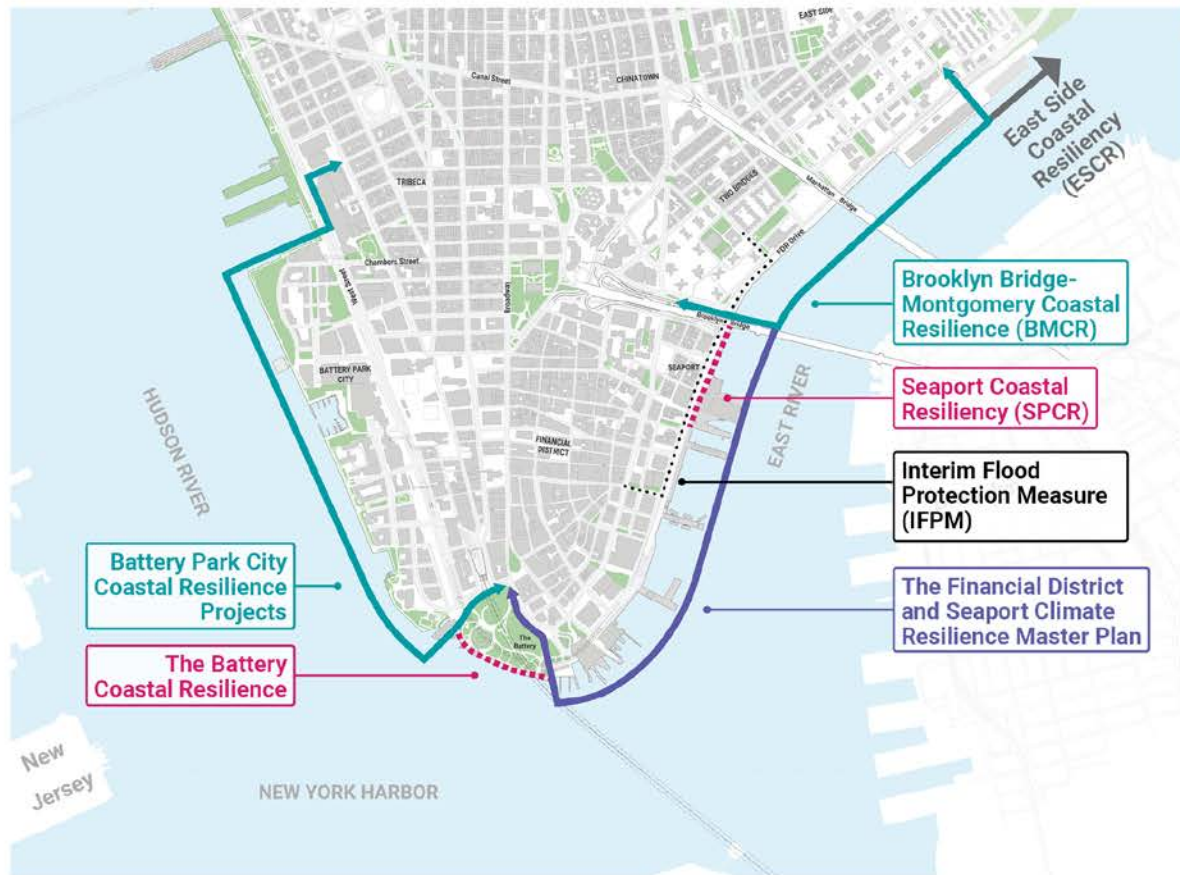 EAST SIDE
Canal Street
CHINATOWN
East Side
Coastal
Resiliency
(ESCR)
TRIBECA
TWO BRIDGES
Manhattan
Bridge
FDR Drive
Chambers Street
West Street
Broadway
Brooklyn Bridge
SEAPORT
BATTERY PARK
CITY
FINANCIAL
DISTRICT
HUDSON RIVER
EAST RIVER
Brooklyn Bridge-
Montgomery Coastal
Resilience (BMCR)
Seaport Coastal
Resiliency (SPCR)
Interim Flood
Protection Measure
(IFPM)
The Financial District
and Seaport Climate
Resilience Master Plan
Battery Park City
Coastal Resilience
Projects
The Battery
Coastal Resilience
The
Battery
New
Jersey
NEW YORK HARBOR